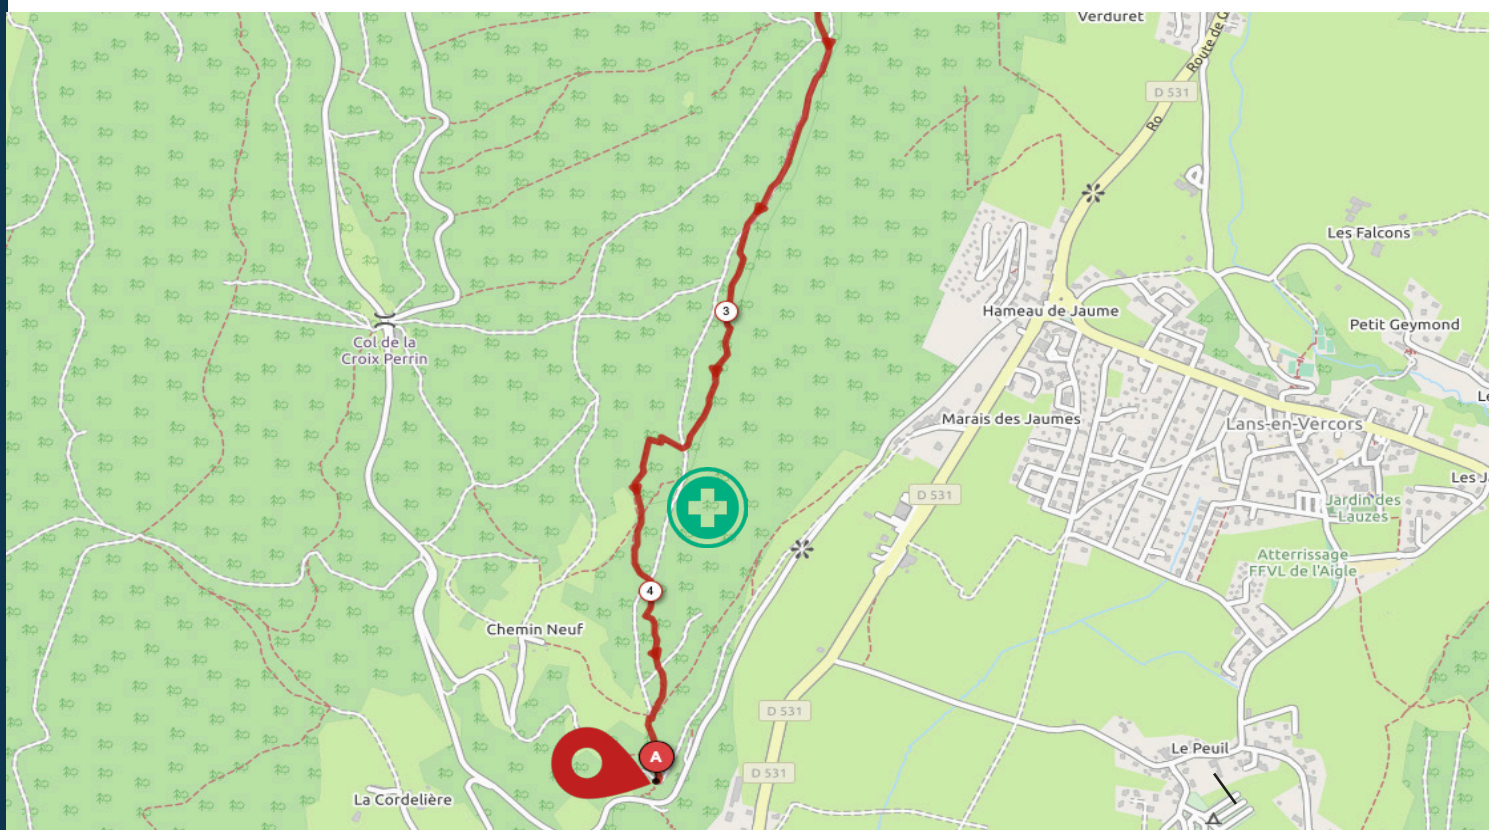 Verduret
Route de G
D 531
Ro
Les Falcons
Hameau de Jaume
3
Petit Geymond
Col de la
Croix Perrin
Le
Marais des Jaumes
Lans-en-Vercors
Les J
D 531
Jardin des
Lauzes
Atterrissage
FFVL de l'Aigle
4
Chemin Neuf
D 531
Le Peuil
A
D 531
La Cordelière